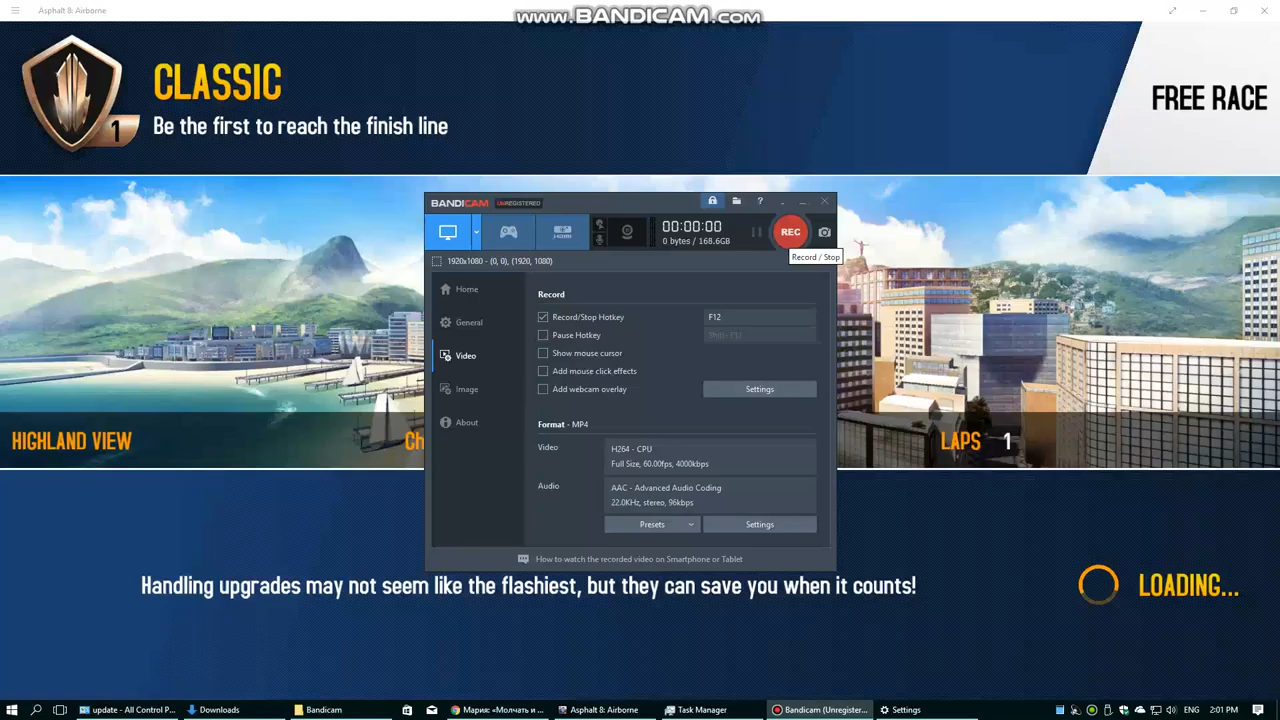 Asphalt 8: Airborne
www.BANDICAM.com
CLASSIC
1
Be the first to reach the finish line
FREE RACE
BANDICAM UNREGISTERED
HDMI
00:00:00
0 bytes / 168.6GB
REC
Record / Stop
1920x1080 - (0, 0), (1920, 1080)
Home
General
Video
Image
About
Record
Record/Stop Hotkey F12
Pause Hotkey
Show mouse cursor
Add mouse click effects
Add webcam overlay Settings
Format - MP4
Video H264 - CPU
Full Size, 60.00fps, 4000kbps
Audio AAC - Advanced Audio Coding
22.0KHz, stereo, 96kbps
Presets Settings
How to watch the recorded video on Smartphone or Tablet
HIGHLAND VIEW
LAPS 1
Handling upgrades may not seem like the flashiest, but they can save you when it counts!
LOADING...
update - All Control P... Downloads Bandicam Мария: «Молчать и ... Asphalt 8: Airborne Task Manager Bandicam (Unregister... Settings ENG 2:01 PM